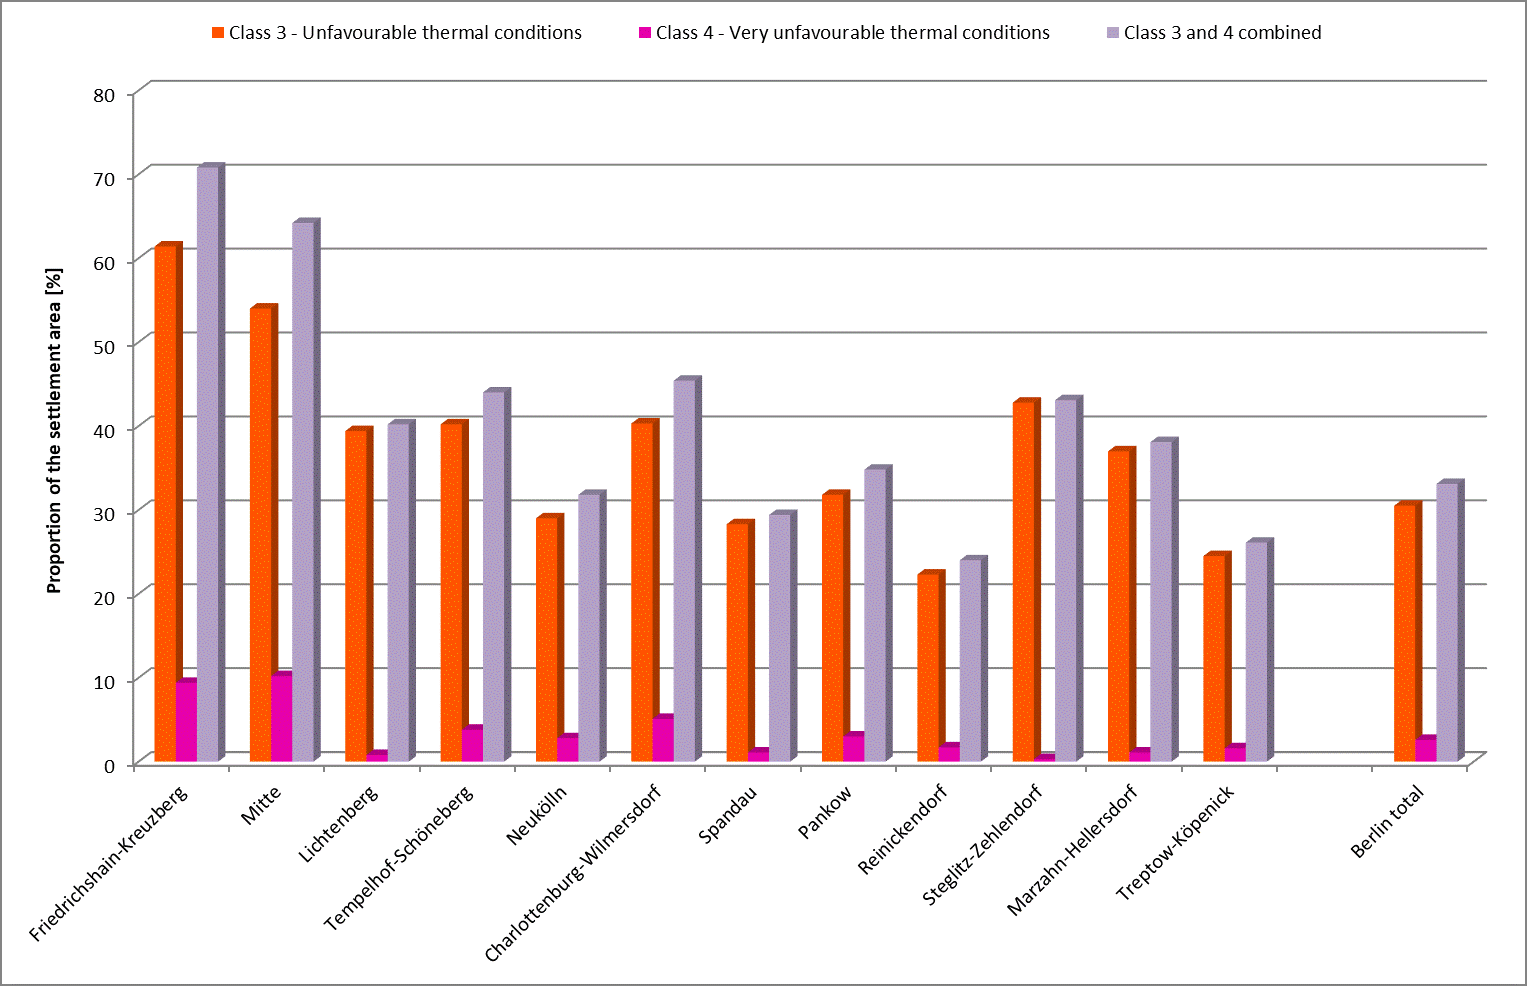 Class 3 - Unfavourable thermal conditions
Class 4 - Very unfavourable thermal conditions
Class 3 and 4 combined
Proportion of the settlement area [%]
80
70
60
50
40
30
20
10
0
Friedrichshain-Kreuzberg
Mitte
Lichtenberg
Tempelhof-Schöneberg
Neukölln
Charlottenburg-Wilmersdorf
Spandau
Pankow
Reinickendorf
Steglitz-Zehlendorf
Marzahn-Hellersdorf
Treptow-Köpenick
Berlin total